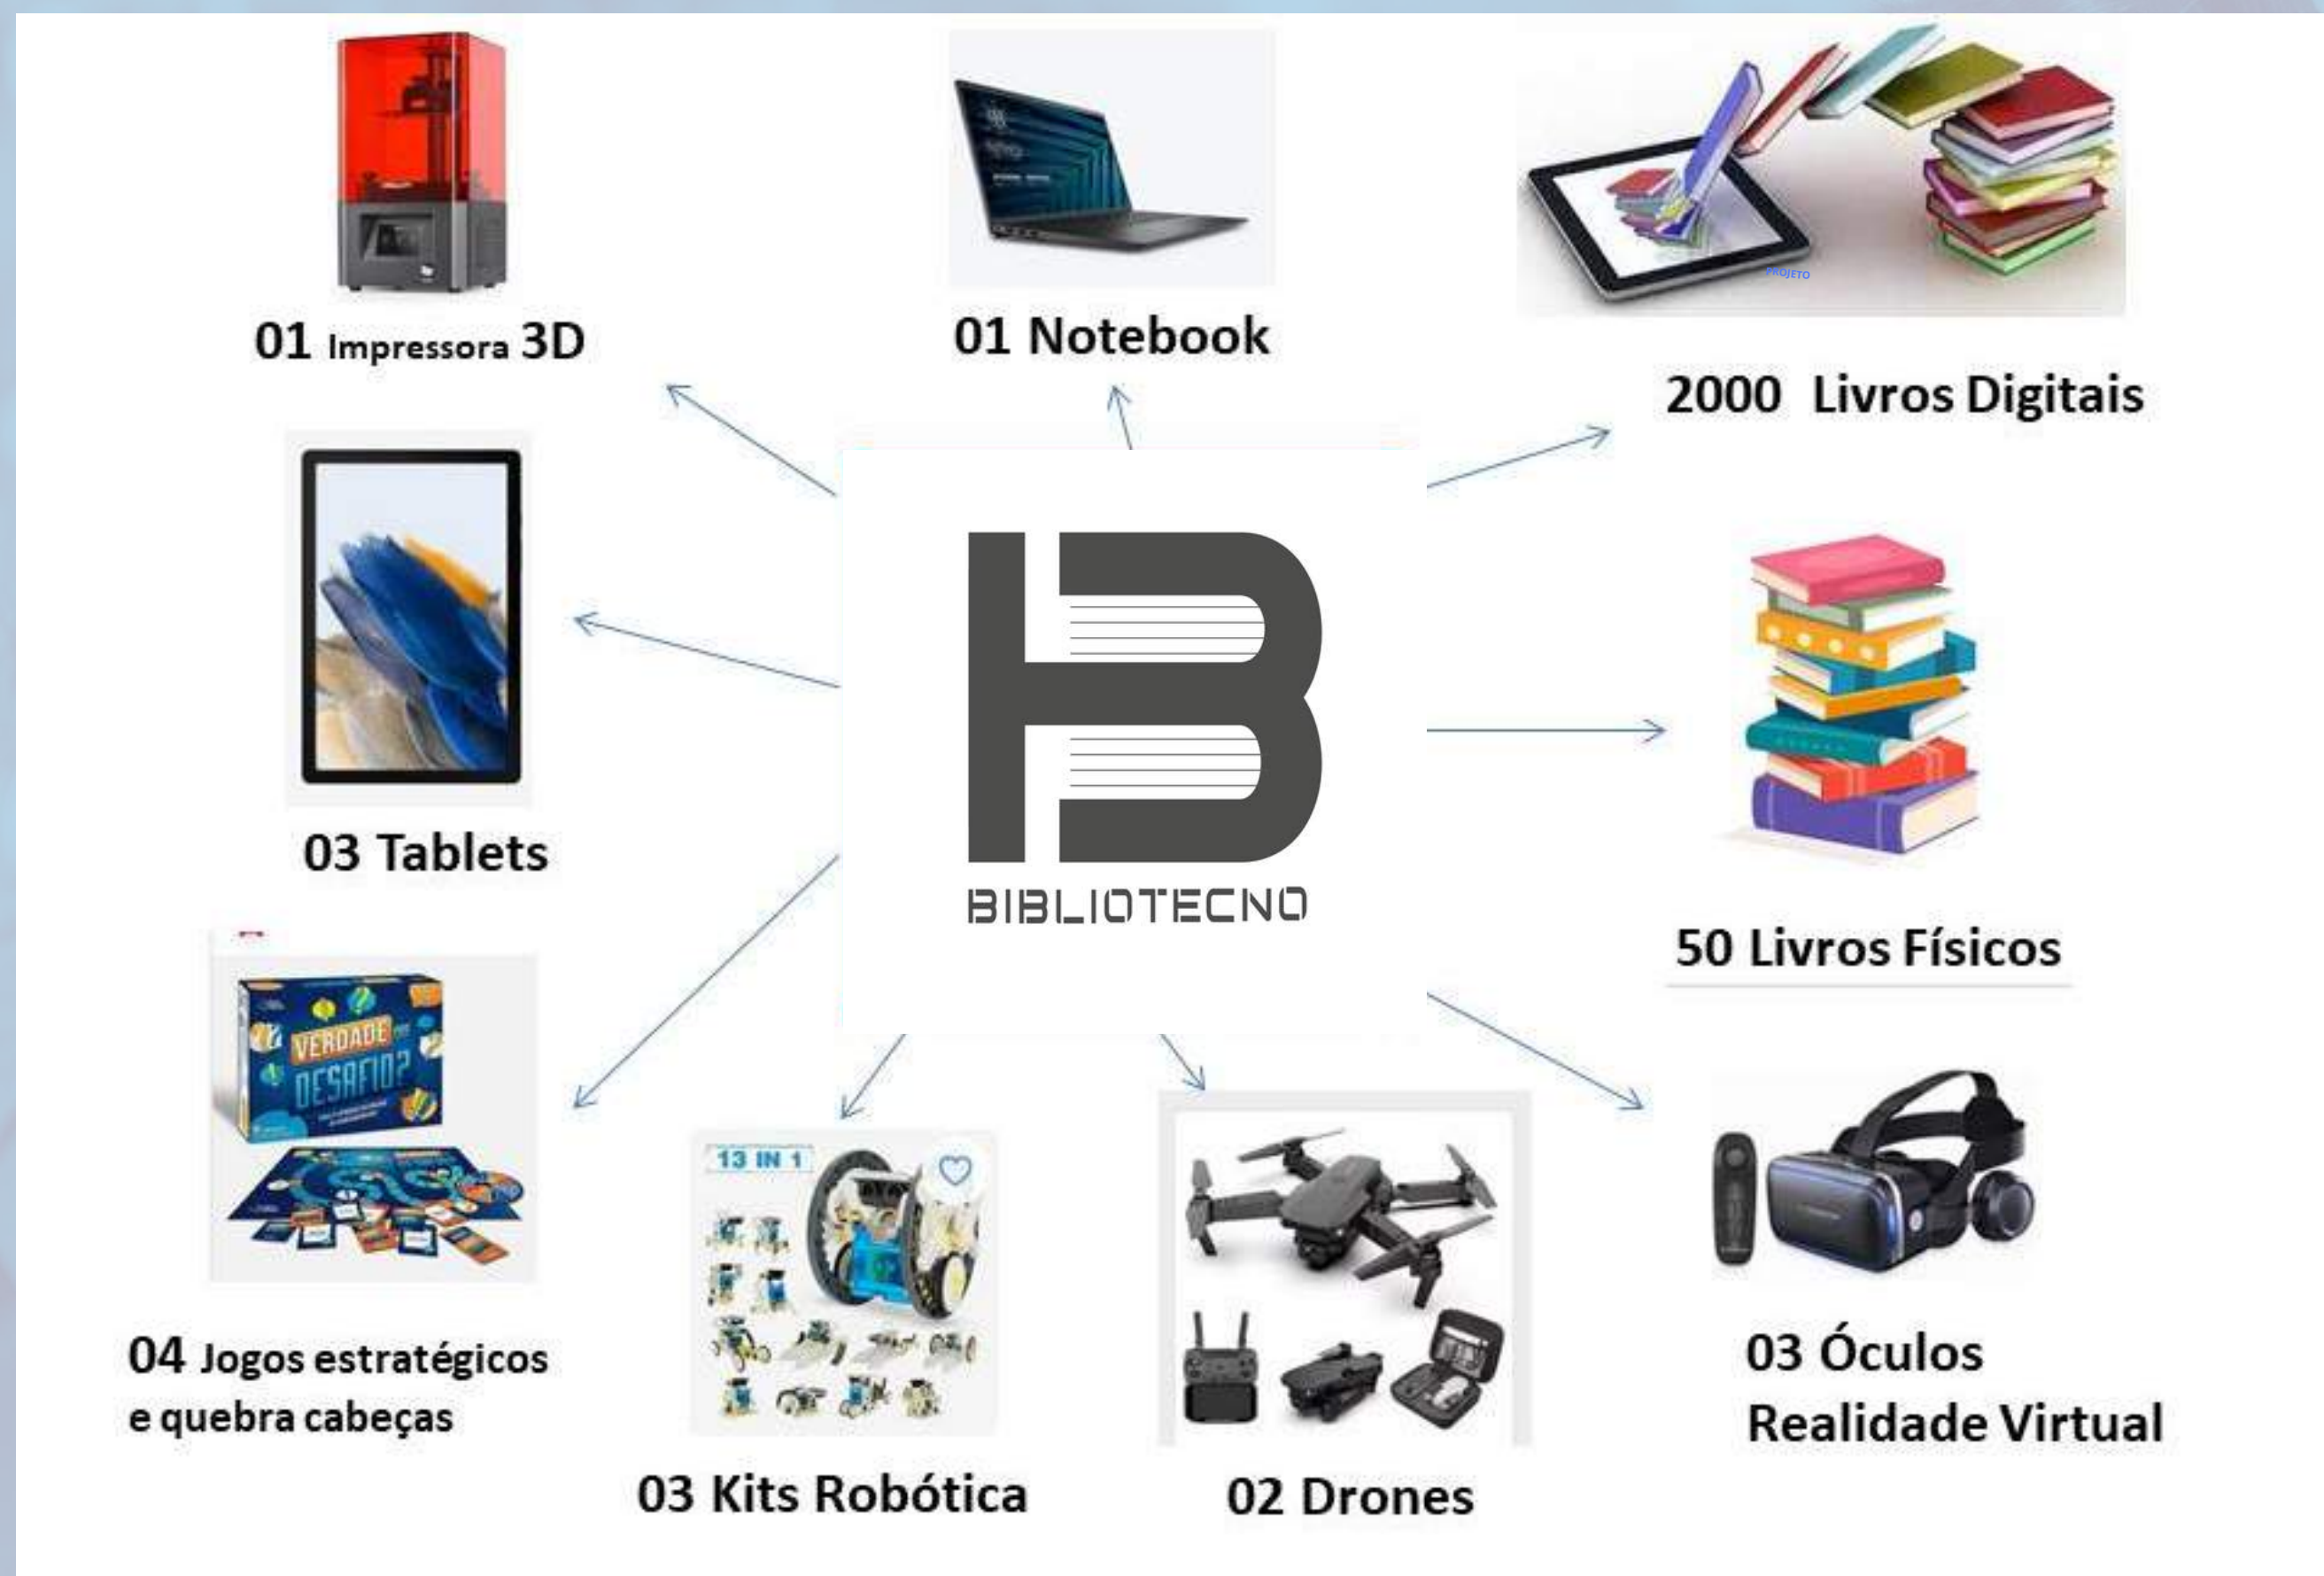 01 Impressora 3D
01 Notebook
PROJETO
2000 Livros Digitais
03 Tablets
BIBLIOTECNO
50 Livros Físicos
VERDADE
DESAFIO?
04 Jogos estratégicos
e quebra cabeças
13 IN 1
03 Kits Robótica
02 Drones
03 Óculos
Realidade Virtual